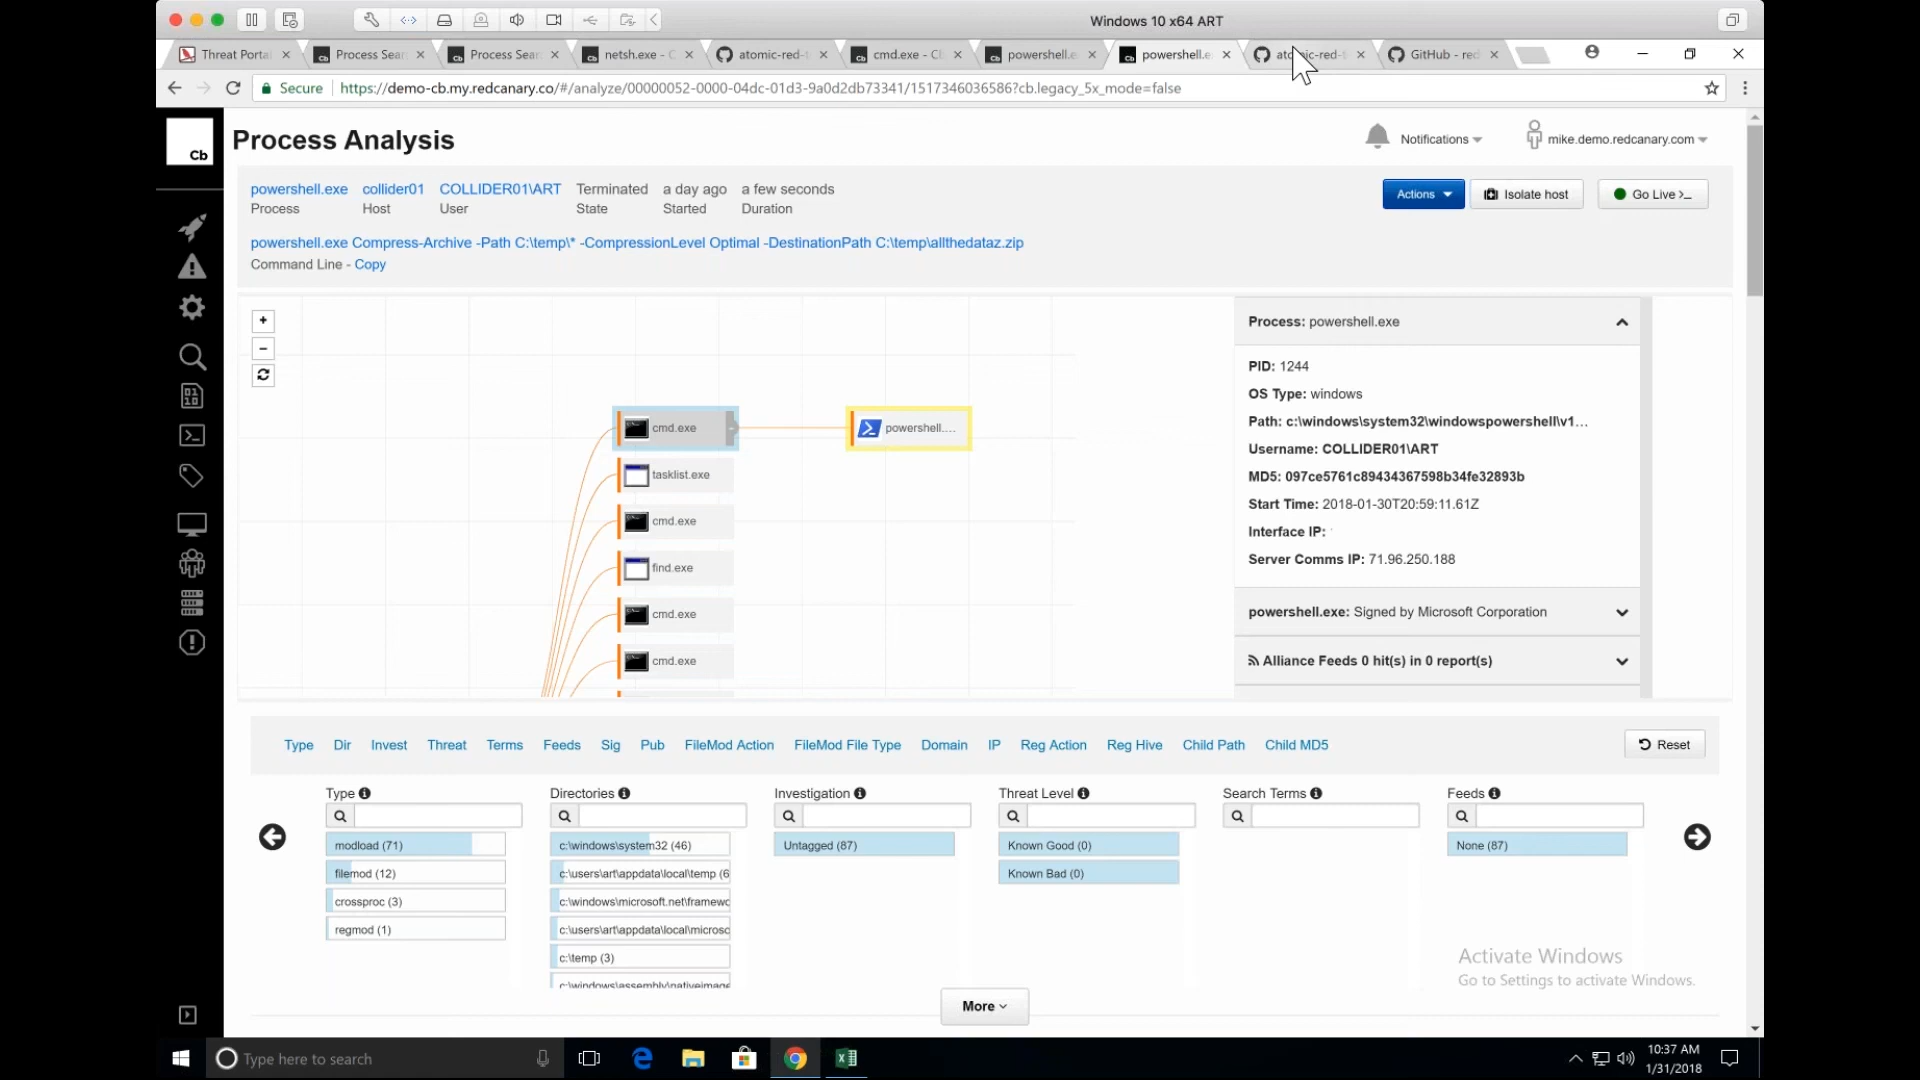 Windows 10 x64 ART
Threat Porta
Process Sear
Process Sear
netsh.exe - C
atomic-red-t
cmd.exe - Cb
powershell.e
powershell.e
atomic-red-t
GitHub - red
Secure
https://demo-cb.my.redcanary.co/#/analyze/00000052-0000-04dc-01d3-9a0d2db73341/1517346036586?cb.legacy_5x_mode=false
Cb
Process Analysis
Notifications
mike.demo.redcanary.com
powershell.exe
collider01
COLLIDER01\ART
Terminated
a day ago
a few seconds
Process
Host
User
State
Started
Duration
Actions
Isolate host
Go Live >_
powershell.exe Compress-Archive -Path C:\temp\* -CompressionLevel Optimal -DestinationPath C:\temp\allthedataz.zip
Command Line - Copy
cmd.exe
powershell....
tasklist.exe
cmd.exe
find.exe
cmd.exe
cmd.exe
Process: powershell.exe
PID: 1244
OS Type: windows
Path: c:\windows\system32\windowspowershell\v1...
Username: COLLIDER01\ART
MD5: 097ce5761c89434367598b34fe32893b
Start Time: 2018-01-30T20:59:11.61Z
Interface IP:
Server Comms IP: 71.96.250.188
powershell.exe: Signed by Microsoft Corporation
Alliance Feeds 0 hit(s) in 0 report(s)
Type Dir Invest Threat Terms Feeds Sig Pub FileMod Action FileMod File Type Domain IP Reg Action Reg Hive Child Path Child MD5
Reset
Type
modload (71)
filemod (12)
crossproc (3)
regmod (1)
Directories
c:\windows\system32 (46)
c:\users\art\appdata\local\temp (6
c:\windows\microsoft.net\framewo
c:\users\art\appdata\local\microsc
c:\temp (3)
c:\windows\assembly\nativeimage
Investigation
Untagged (87)
Threat Level
Known Good (0)
Known Bad (0)
Search Terms
Feeds
None (87)
More
Activate Windows
Go to Settings to activate Windows.
Type here to search
10:37 AM
1/31/2018